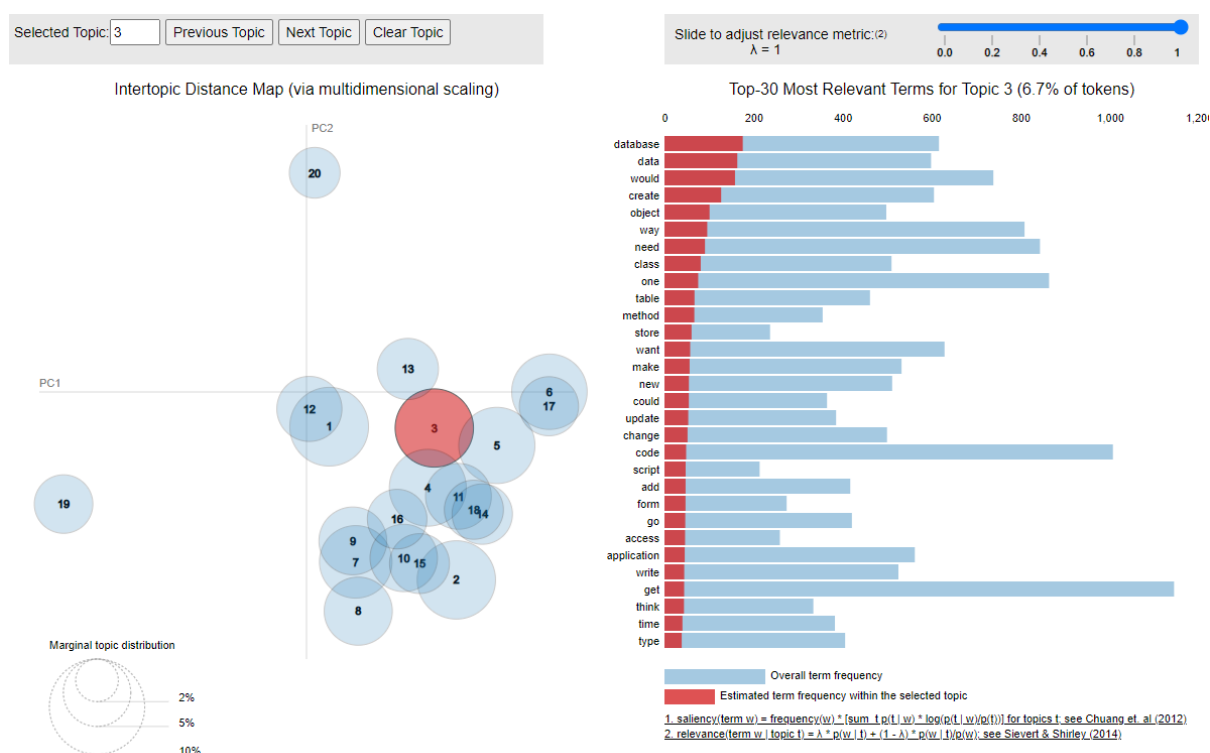 Selected Topic: 3 Previous Topic Next Topic Clear Topic
Slide to adjust relevance metric:(2)
λ = 1
0.0 0.2 0.4 0.6 0.8 1
Intertopic Distance Map (via multidimensional scaling)
PC2
PC1
20
13
6
17
12
1
3
5
4
11
18
14
19
16
9
7
10
15
2
8
Marginal topic distribution
2%
5%
10%
Top-30 Most Relevant Terms for Topic 3 (6.7% of tokens)
0 200 400 600 800 1,000 1,20
database
data
would
create
object
way
need
class
one
table
method
store
want
make
new
could
update
change
code
script
add
form
go
access
application
write
get
think
time
type
Overall term frequency
Estimated term frequency within the selected topic
1. saliency(term w) = frequency(w) * [sum_t p(t | w) * log(p(t | w)/p(t))] for topics t; see Chuang et. al (2012)
2. relevance(term w | topic t) = λ * p(w | t) + (1 - λ) * p(w | t)/p(w); see Sievert & Shirley (2014)